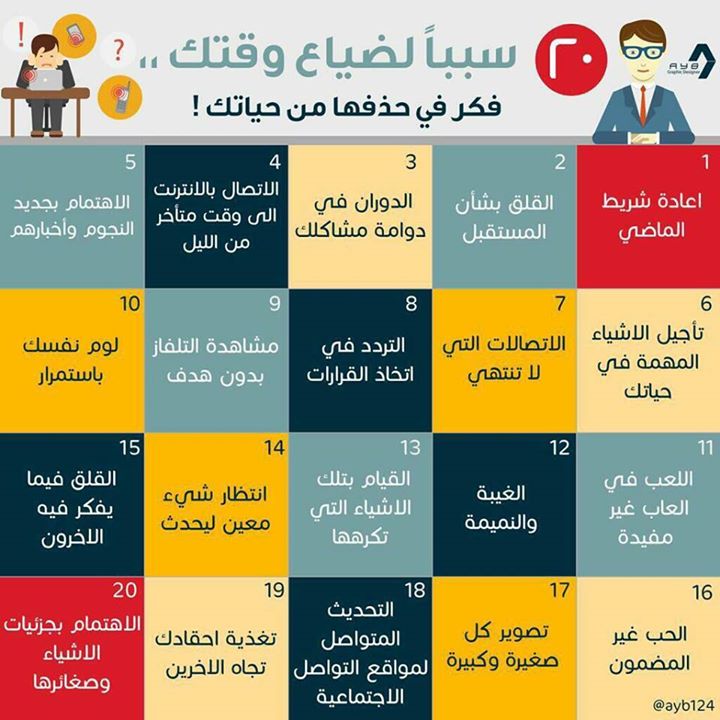 ٢٠ سبباً لضياع وقتك ،،
فكر في حذفها من حياتك !
AYB
Graphic Designer
!
?
1
اعادة شريط
الماضي
2
القلق بشأن
المستقبل
3
الدوران في
دوامة مشاكلك
4
الاتصال بالانترنت
الى وقت متأخر
من الليل
5
الاهتمام بجديد
النجوم وأخبارهم
6
تأجيل الاشياء
المهمة في
حياتك
7
الاتصالات التي
لا تنتهي
8
التردد في
اتخاذ القرارات
9
مشاهدة التلفاز
بدون هدف
10
لوم نفسك
باستمرار
11
اللعب في
العاب غير
مفيدة
12
الغيبة
والنميمة
13
القيام بتلك
الاشياء التي
تكرهها
14
انتظار شيء
معين ليحدث
15
القلق فيما
يفكر فيه
الاخرون
16
الحب غير
المضمون
17
تصوير كل
صغيرة وكبيرة
18
التحديث
المتواصل
لمواقع التواصل
الاجتماعية
19
تغذية احقادك
تجاه الاخرين
20
الاهتمام بجزئيات
الاشياء
وصغائرها
@ayb124